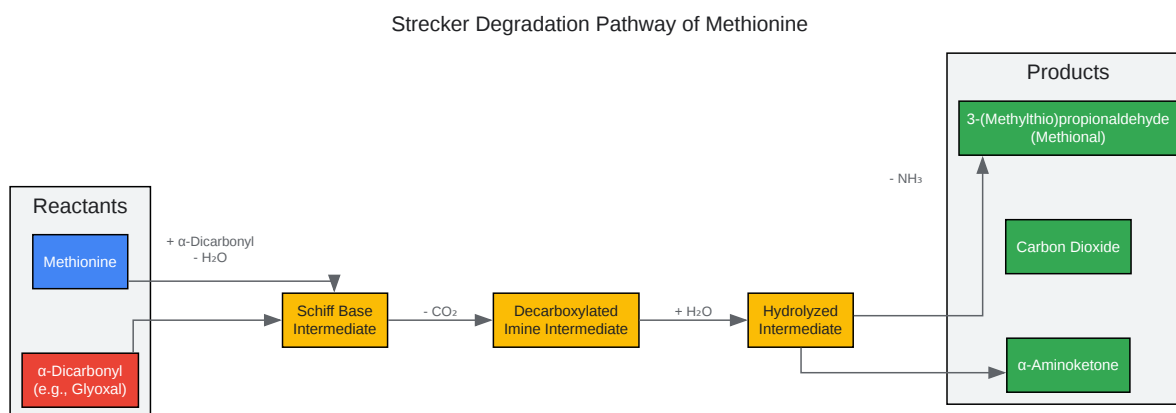 Strecker Degradation Pathway of Methionine
Reactants
Methionine
α-Dicarbonyl
(e.g., Glyoxal)
+ α-Dicarbonyl
- H₂O
Schiff Base
Intermediate
- CO₂
Decarboxylated
Imine Intermediate
+ H₂O
Hydrolyzed
Intermediate
- NH₃
Products
3-(Methylthio)propionaldehyde
(Methional)
Carbon Dioxide
α-Aminoketone